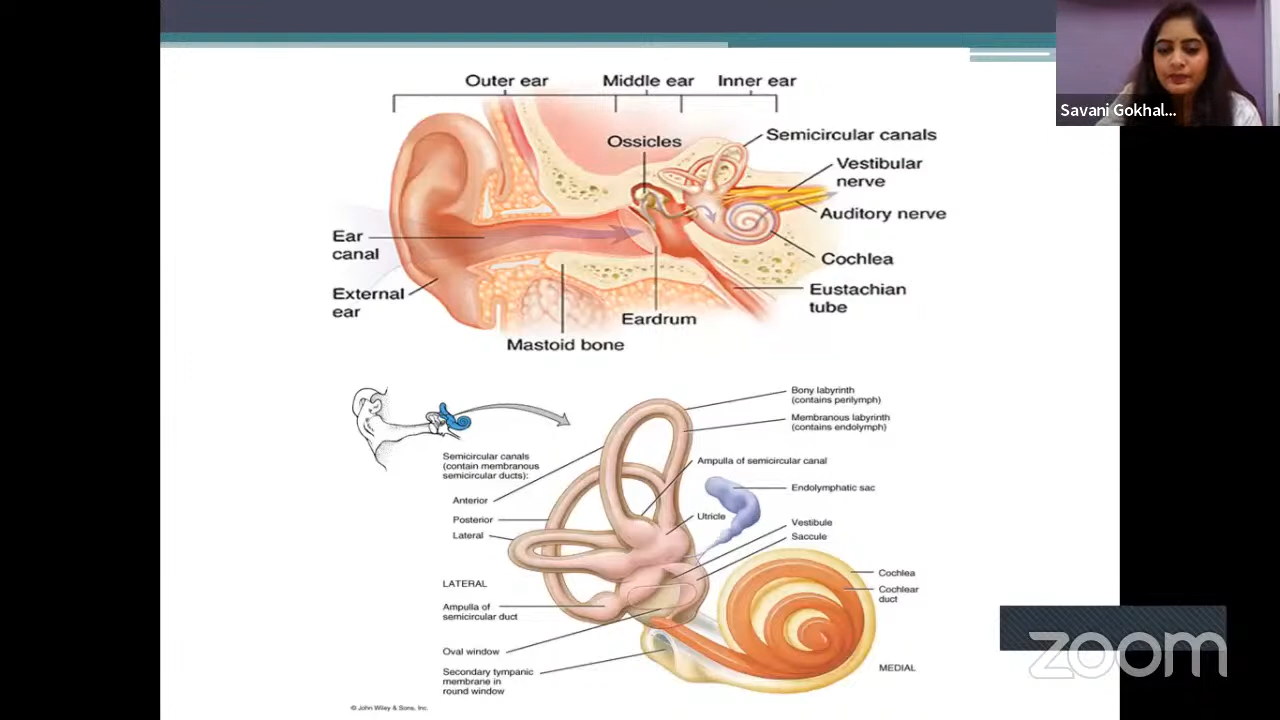 Savani Gokhal...
Outer ear
Middle ear
Inner ear
Ossicles
Semicircular canals
Vestibular
nerve
Auditory nerve
Ear
canal
Cochlea
External
ear
Eustachian
tube
Eardrum
Mastoid bone
Bony labyrinth
(contains perilymph)
Membranous labyrinth
(contains endolymph)
Semicircular canals
(contain membranous
semicircular ducts):
Ampulla of semicircular canal
Endolymphatic sac
Anterior
Utricle
Posterior
Vestibule
Lateral
Saccule
Cochlea
LATERAL
Cochlear
duct
Ampulla of
semicircular duct
Oval window
MEDIAL
Secondary tympanic
membrane in
round window
zoom
© John Wiley & Sons, Inc.